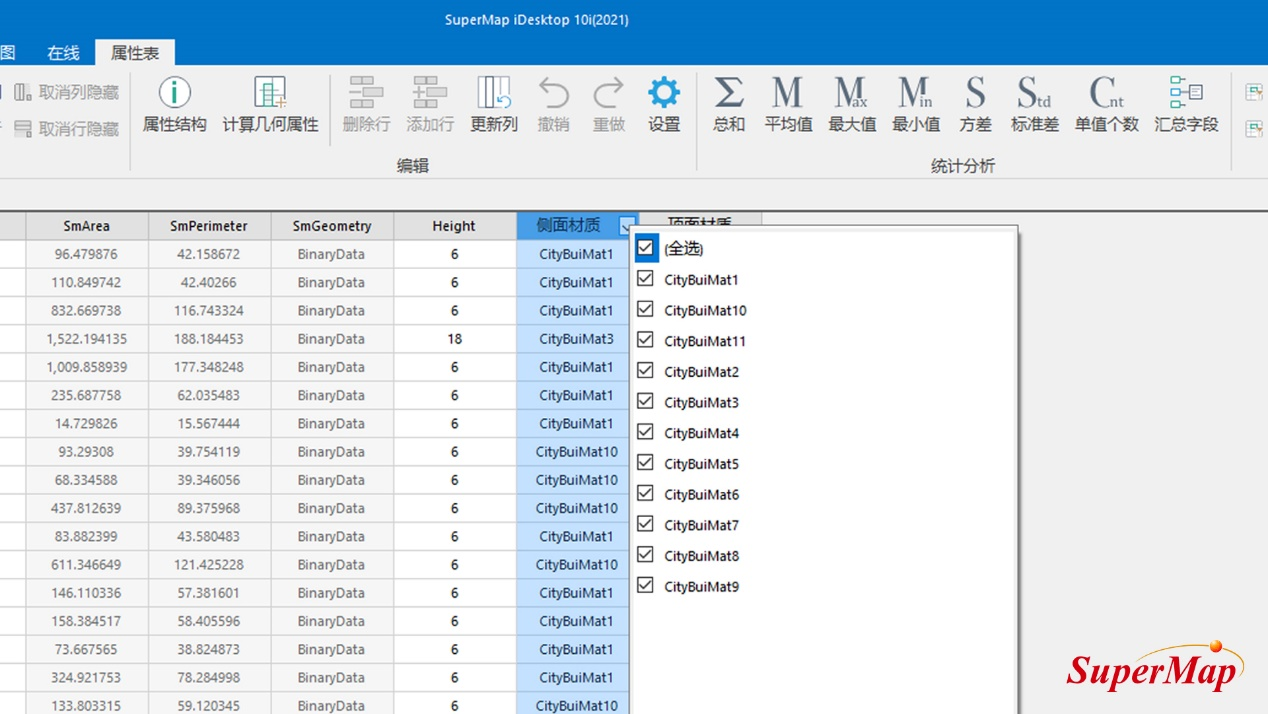 SuperMap iDesktop 10i(2021)
图 在线 属性表
取消列隐藏
取消行隐藏
属性结构 计算几何属性 删除行 添加行 更新列 撤销 重做 设置 总和 平均值 最大值 最小值 方差 标准差 单值个数 汇总字段
编辑 统计分析
SmArea SmPerimeter SmGeometry Height 侧面材质 顶面材质
96.479876 42.158672 BinaryData 6 CityBuiMat1
110.849742 42.40266 BinaryData 6 CityBuiMat1
832.669738 116.743324 BinaryData 6 CityBuiMat1
1,522.194135 188.184453 BinaryData 18 CityBuiMat3
1,009.858939 177.348248 BinaryData 6 CityBuiMat1
235.687758 62.035483 BinaryData 6 CityBuiMat1
14.729826 15.567444 BinaryData 6 CityBuiMat1
93.29308 39.754119 BinaryData 6 CityBuiMat10
68.334588 39.346056 BinaryData 6 CityBuiMat10
437.812639 89.375968 BinaryData 6 CityBuiMat10
83.882399 43.580483 BinaryData 6 CityBuiMat1
611.346649 121.425228 BinaryData 6 CityBuiMat10
146.110336 57.381601 BinaryData 6 CityBuiMat1
158.384517 58.405596 BinaryData 6 CityBuiMat1
73.667565 38.824873 BinaryData 6 CityBuiMat1
324.921753 78.284998 BinaryData 6 CityBuiMat1
133.803315 59.120345 BinaryData 6 CityBuiMat10
(全选)
CityBuiMat1
CityBuiMat10
CityBuiMat11
CityBuiMat2
CityBuiMat3
CityBuiMat4
CityBuiMat5
CityBuiMat6
CityBuiMat7
CityBuiMat8
CityBuiMat9
SuperMap